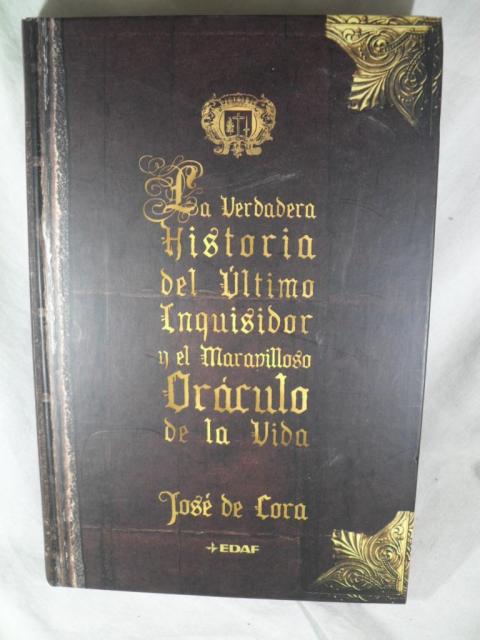 La Verdadera
Historia
del Último
Inquisidor
y el Maravilloso
Oráculo
de la Vida
José de Cora
EDAF